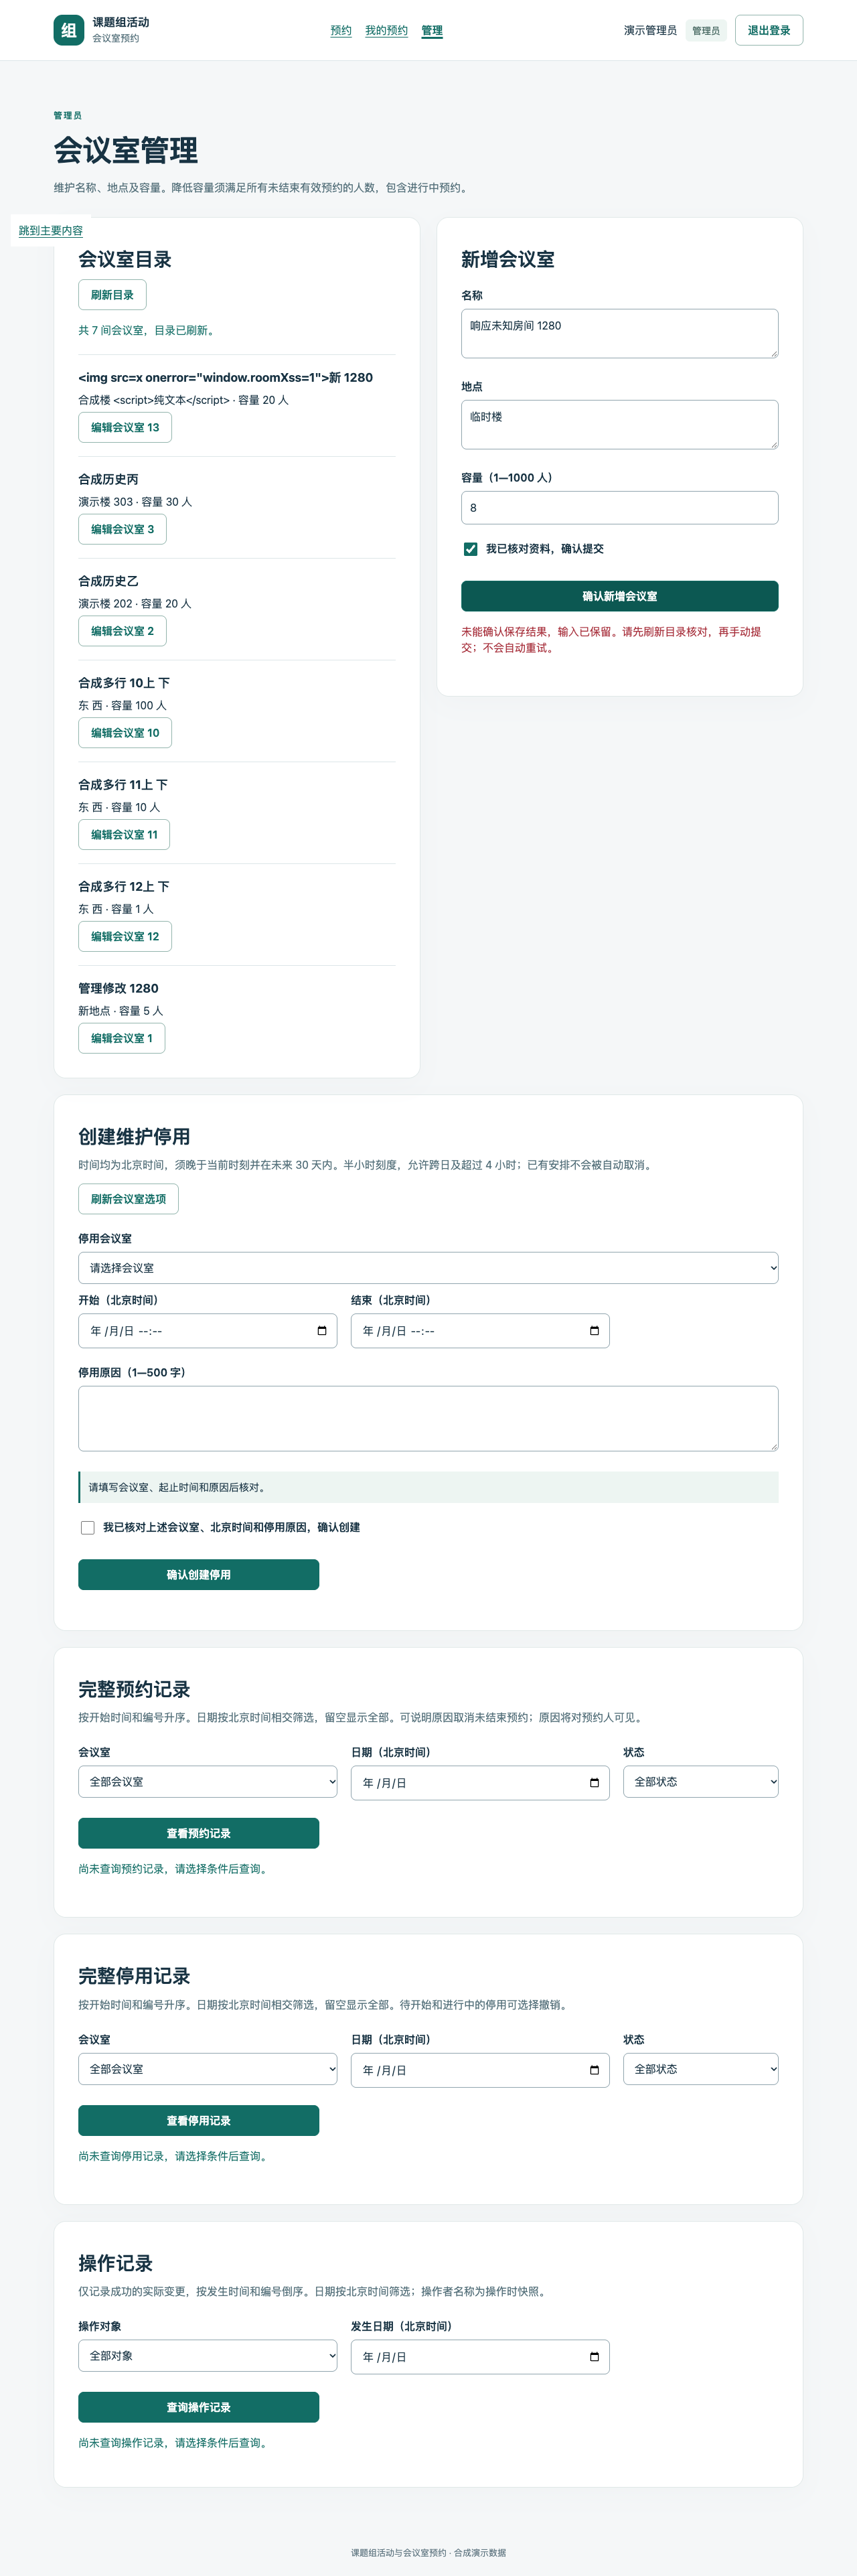 组
课题组活动
会议室预约
预约
我的预约
管理
演示管理员
管理员
退出登录
管理员
会议室管理
维护名称、地点及容量。降低容量须满足所有未结束有效预约的人数，包含进行中预约。
跳到主要内容
会议室目录
刷新目录
共 7 间会议室，目录已刷新。
<img src=x onerror="window.roomXss=1">新 1280
合成楼 <script>纯文本</script> · 容量 20 人
编辑会议室 13
合成历史丙
演示楼 303 · 容量 30 人
编辑会议室 3
合成历史乙
演示楼 202 · 容量 20 人
编辑会议室 2
合成多行 10上 下
东 西 · 容量 100 人
编辑会议室 10
合成多行 11上 下
东 西 · 容量 10 人
编辑会议室 11
合成多行 12上 下
东 西 · 容量 1 人
编辑会议室 12
管理修改 1280
新地点 · 容量 5 人
编辑会议室 1
新增会议室
名称
响应未知房间 1280
地点
临时楼
容量（1—1000 人）
8
我已核对资料，确认提交
确认新增会议室
未能确认保存结果，输入已保留。请先刷新目录核对，再手动提
交；不会自动重试。
创建维护停用
时间均为北京时间，须晚于当前时刻并在未来 30 天内。半小时刻度，允许跨日及超过 4 小时；已有安排不会被自动取消。
刷新会议室选项
停用会议室
请选择会议室
开始（北京时间）
结束（北京时间）
年 /月/日 --:--
年 /月/日 --:--
停用原因（1—500 字）
请填写会议室、起止时间和原因后核对。
我已核对上述会议室、北京时间和停用原因，确认创建
确认创建停用
完整预约记录
按开始时间和编号升序。日期按北京时间相交筛选，留空显示全部。可说明原因取消未结束预约；原因将对预约人可见。
会议室
日期（北京时间）
状态
全部会议室
年 /月/日
全部状态
查看预约记录
尚未查询预约记录，请选择条件后查询。
完整停用记录
按开始时间和编号升序。日期按北京时间相交筛选，留空显示全部。待开始和进行中的停用可选择撤销。
会议室
日期（北京时间）
状态
全部会议室
年 /月/日
全部状态
查看停用记录
尚未查询停用记录，请选择条件后查询。
操作记录
仅记录成功的实际变更，按发生时间和编号倒序。日期按北京时间筛选；操作者名称为操作时快照。
操作对象
发生日期（北京时间）
全部对象
年 /月/日
查询操作记录
尚未查询操作记录，请选择条件后查询。
课题组活动与会议室预约 · 合成演示数据